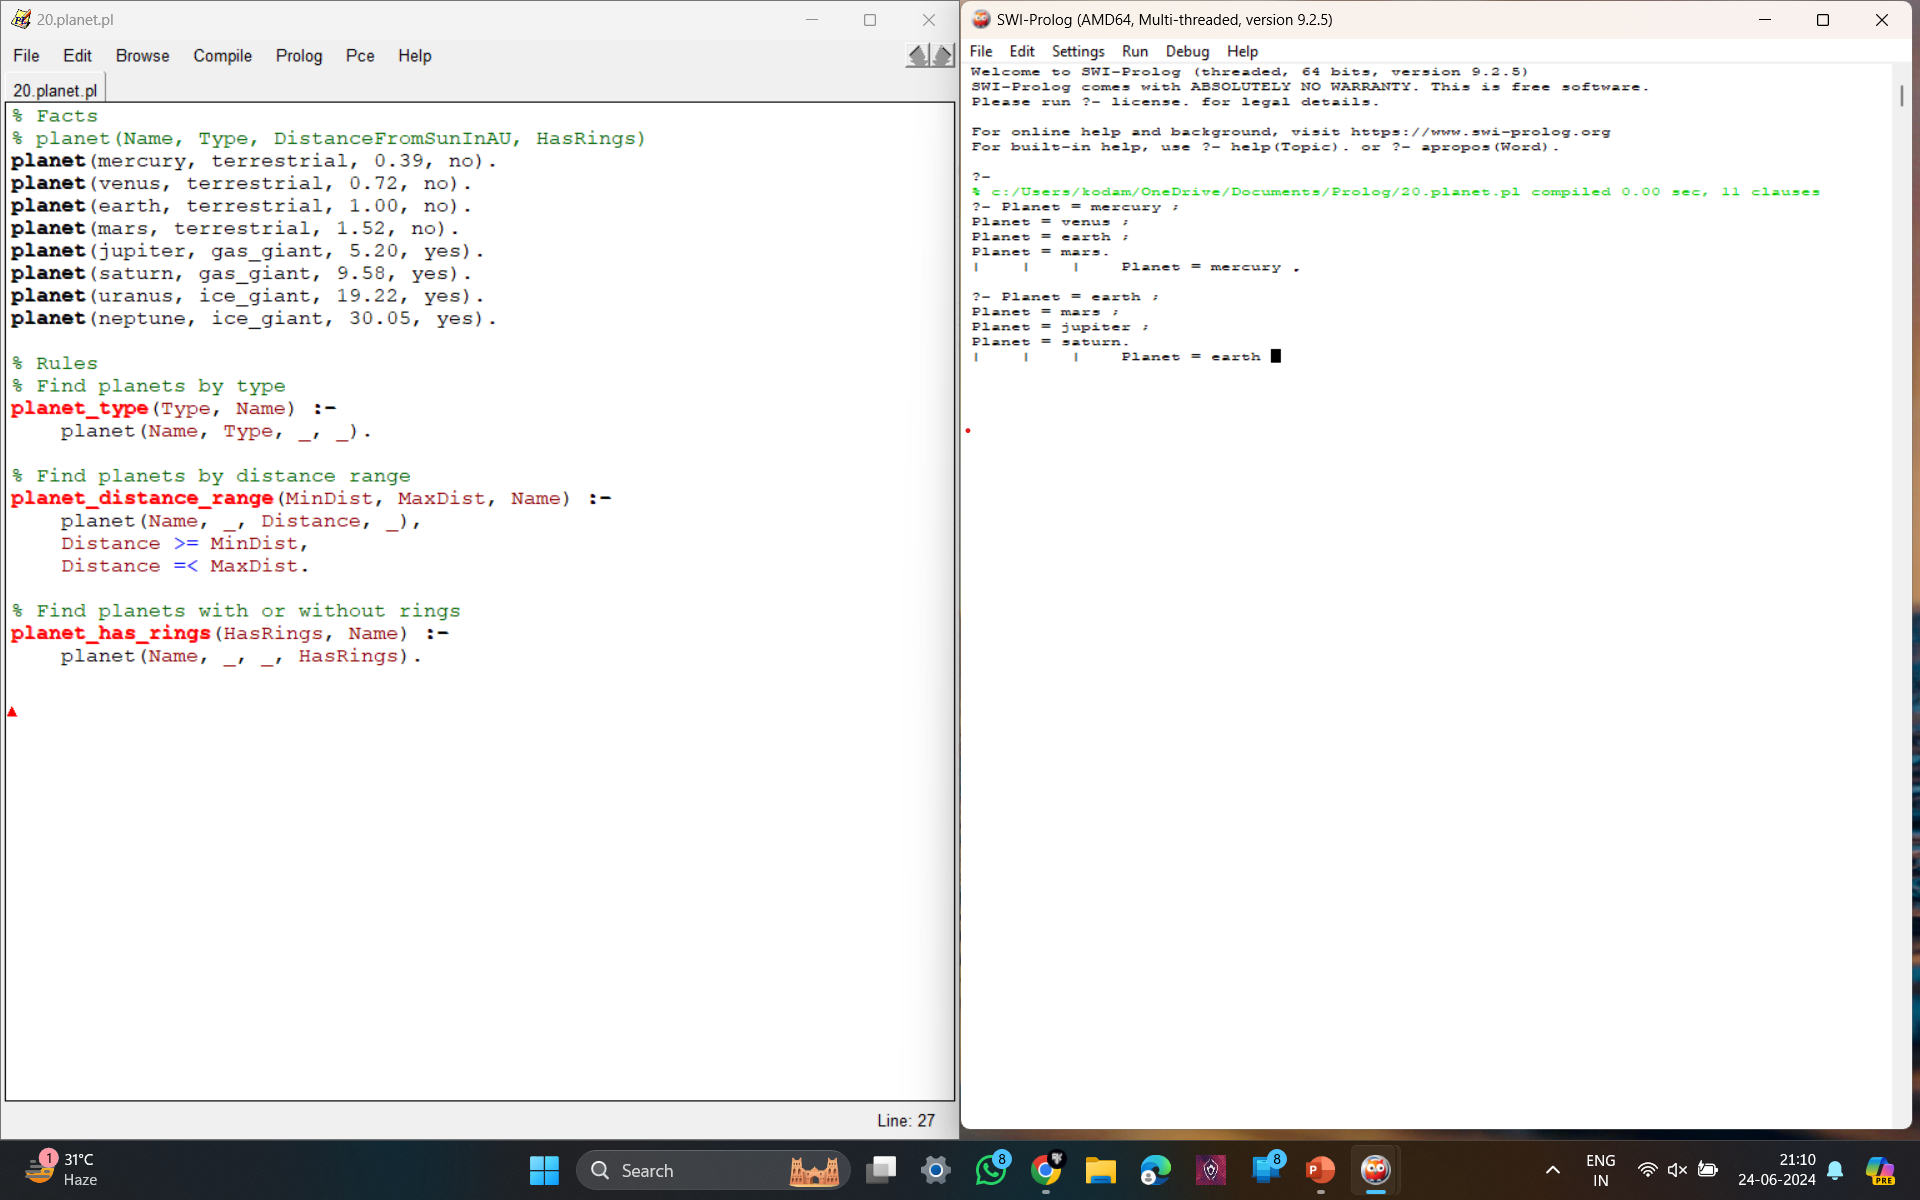 20.planet.pl
File Edit Browse Compile Prolog Pce Help
20.planet.pl
% Facts
% planet(Name, Type, DistanceFromSunInAU, HasRings)
planet(mercury, terrestrial, 0.39, no).
planet(venus, terrestrial, 0.72, no).
planet(earth, terrestrial, 1.00, no).
planet(mars, terrestrial, 1.52, no).
planet(jupiter, gas_giant, 5.20, yes).
planet(saturn, gas_giant, 9.58, yes).
planet(uranus, ice_giant, 19.22, yes).
planet(neptune, ice_giant, 30.05, yes).
% Rules
% Find planets by type
planet_type(Type, Name) :-
    planet(Name, Type, _, _).
% Find planets by distance range
planet_distance_range(MinDist, MaxDist, Name) :-
    planet(Name, _, Distance, _),
    Distance >= MinDist,
    Distance =< MaxDist.
% Find planets with or without rings
planet_has_rings(HasRings, Name) :-
    planet(Name, _, _, HasRings).
Line: 27
SWI-Prolog (AMD64, Multi-threaded, version 9.2.5)
File Edit Settings Run Debug Help
Welcome to SWI-Prolog (threaded, 64 bits, version 9.2.5)
SWI-Prolog comes with ABSOLUTELY NO WARRANTY. This is free software.
Please run ?- license. for legal details.
For online help and background, visit https://www.swi-prolog.org
For built-in help, use ?- help(Topic). or ?- apropos(Word).
?-
% c:/Users/kodam/OneDrive/Documents/Prolog/20.planet.pl compiled 0.00 sec, 11 clauses
?- Planet = mercury ;
Planet = venus ;
Planet = earth ;
Planet = mars.
|    |    |    Planet = mercury .
?- Planet = earth ;
Planet = mars ;
Planet = jupiter ;
Planet = saturn.
|    |    |    Planet = earth
1
31°C
Haze
Search
8
8
P
PRE
ENG
IN
21:10
24-06-2024